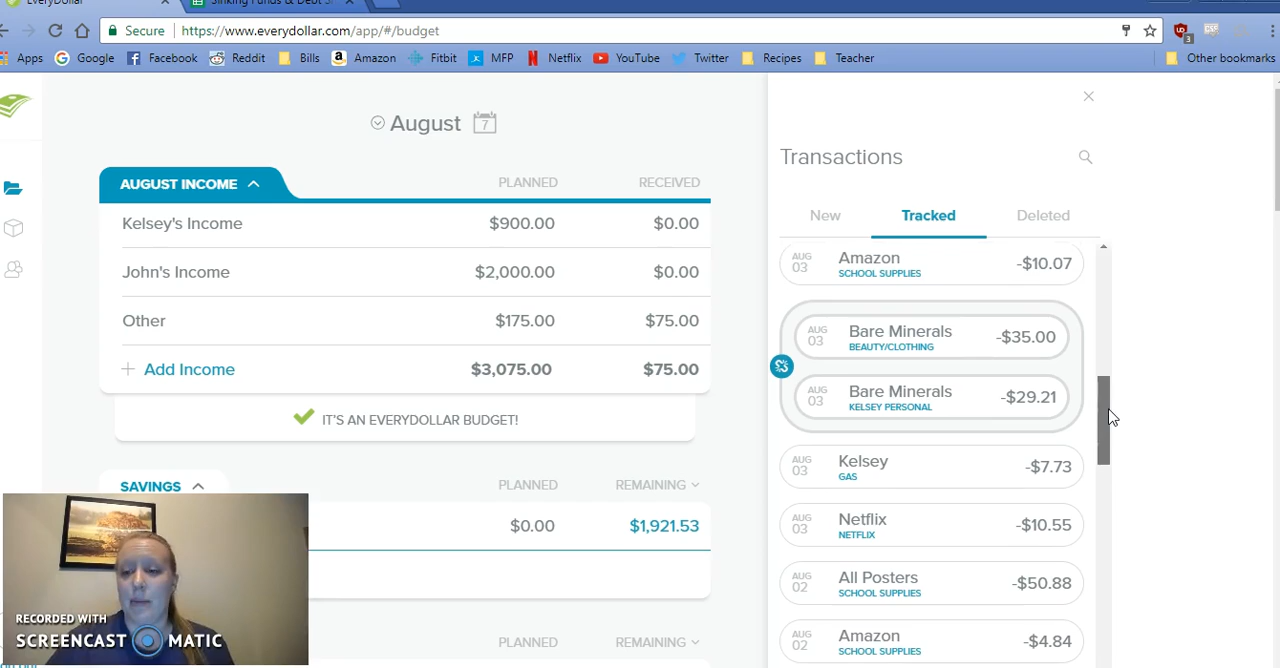 EveryDollar
Sinking Funds & Debt S
Secure https://www.everydollar.com/app/#/budget
3
Apps Google Facebook Reddit Bills Amazon Fitbit MFP Netflix YouTube Twitter Recipes Teacher Other bookmarks
August 7
AUGUST INCOME PLANNED RECEIVED
Kelsey's Income $900.00 $0.00
John's Income $2,000.00 $0.00
Other $175.00 $75.00
Add Income $3,075.00 $75.00
IT'S AN EVERYDOLLAR BUDGET!
SAVINGS PLANNED REMAINING
$0.00 $1,921.53
PLANNED REMAINING
RECORDED WITH
SCREENCAST MATIC
Transactions
New Tracked Deleted
AUG 03 Amazon -$10.07
SCHOOL SUPPLIES
AUG 03 Bare Minerals -$35.00
BEAUTY/CLOTHING
AUG 03 Bare Minerals -$29.21
KELSEY PERSONAL
AUG 03 Kelsey -$7.73
GAS
AUG 03 Netflix -$10.55
NETFLIX
AUG 02 All Posters -$50.88
SCHOOL SUPPLIES
AUG 02 Amazon -$4.84
SCHOOL SUPPLIES